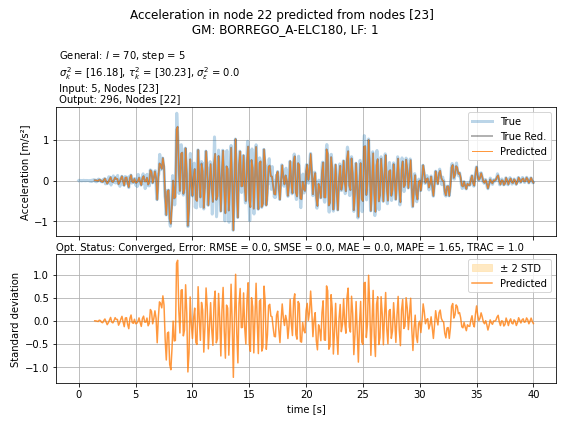 Acceleration in node 22 predicted from nodes [23]
GM: BORREGO_A-ELC180, LF: 1
General: l = 70, step = 5
σ²ₖ = [16.18], τ²ₖ = [30.23], σ²ε = 0.0
Input: 5, Nodes [23]
Output: 296, Nodes [22]
Acceleration [m/s²]
1
0
−1
True
True Red.
Predicted
Opt. Status: Converged, Error: RMSE = 0.0, SMSE = 0.0, MAE = 0.0, MAPE = 1.65, TRAC = 1.0
Standard deviation
1.0
0.5
0.0
−0.5
−1.0
± 2 STD
Predicted
0 5 10 15 20 25 30 35 40
time [s]